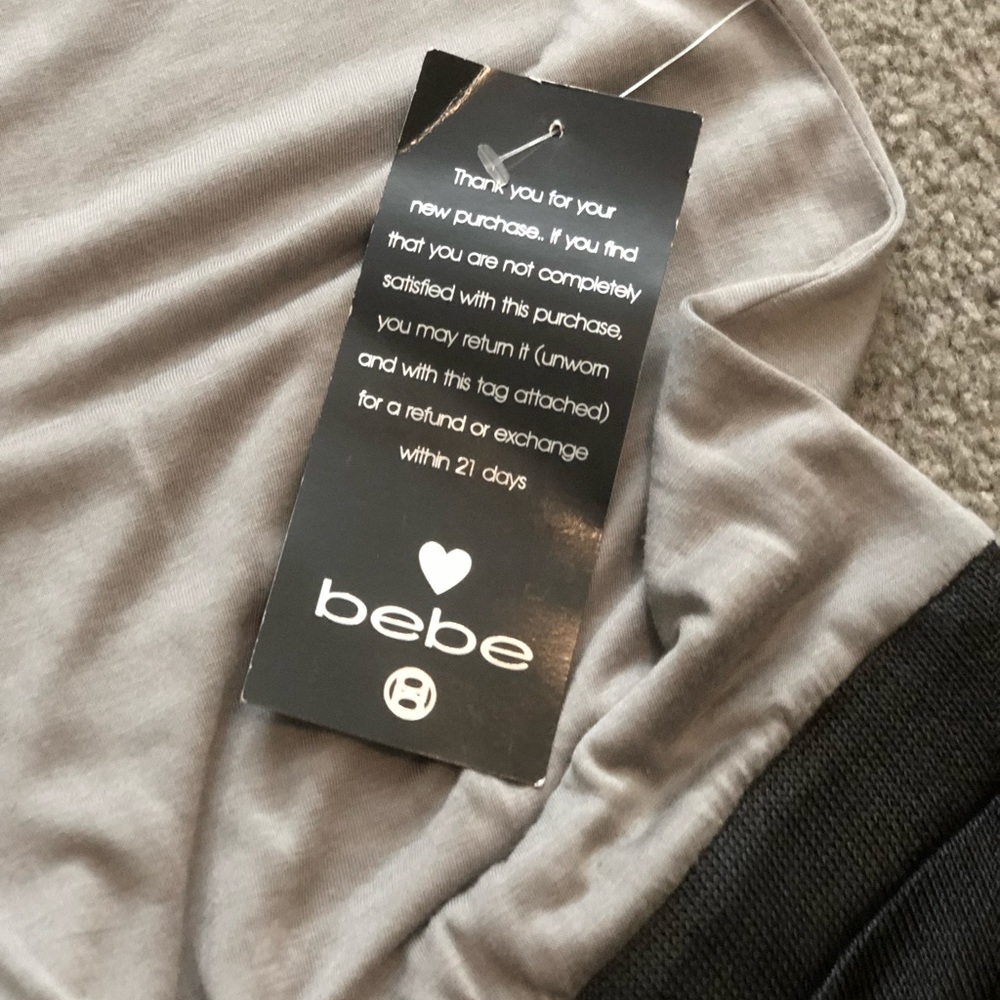 Thank you for your
new purchase.. If you find
that you are not completely
satisfied with this purchase,
you may return it (unworn
and with this tag attached)
for a refund or exchange
within 21 days
bebe